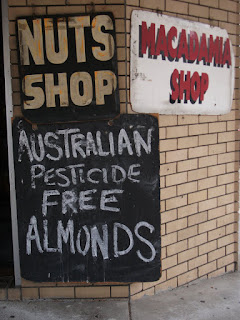 NUTS
SHOP
MACADAMIA
SHOP
AUSTRALIAN
PESTICIDE
FREE
ALMONDS